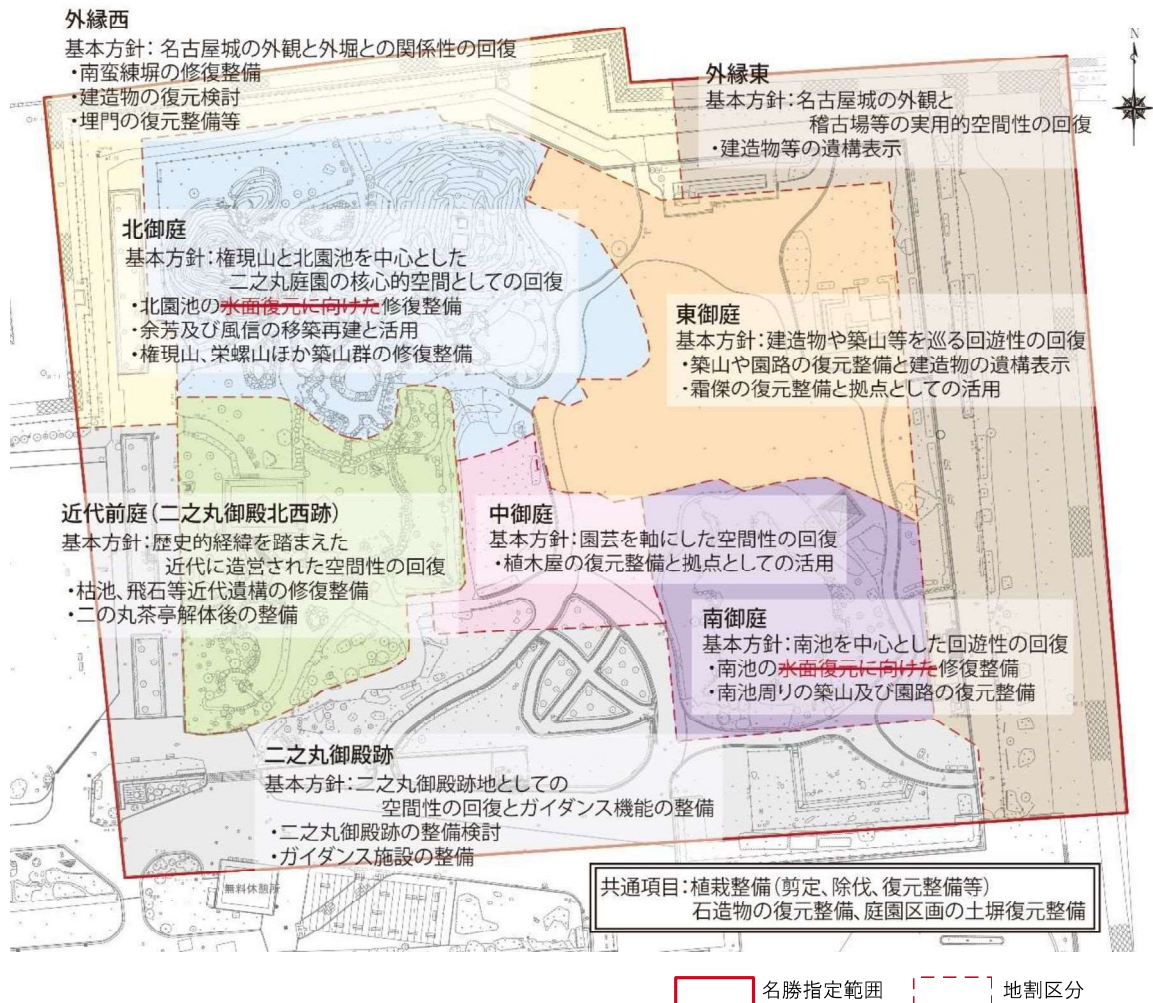 外縁西
基本方針：名古屋城の外観と外堀との関係性の回復
・南蛮練塀の修復整備
・建造物の復元検討
・埋門の復元整備等
N
外縁東
基本方針：名古屋城の外観と
稽古場等の実用的空間性の回復
・建造物等の遺構表示
北御庭
基本方針：権現山と北園池を中心とした
二之丸庭園の核心的空間としての回復
・北園池の水面復元に向けた修復整備
・余芳及び風信の移築再建と活用
・権現山、栄螺山ほか築山群の修復整備
東御庭
基本方針：建造物や築山等を巡る回遊性の回復
・築山や園路の復元整備と建造物の遺構表示
・霜傑の復元整備と拠点としての活用
近代前庭（二之丸御殿北西跡）
基本方針：歴史的経緯を踏まえた
近代に造営された空間性の回復
・枯池、飛石等近代遺構の修復整備
・二の丸茶亭解体後の整備
中御庭
基本方針：園芸を軸にした空間性の回復
・植木屋の復元整備と拠点としての活用
南御庭
基本方針：南池を中心とした回遊性の回復
・南池の水面復元に向けた修復整備
・南池周りの築山及び園路の復元整備
二之丸御殿跡
基本方針：二之丸御殿跡地としての
空間性の回復とガイダンス機能の整備
・二之丸御殿跡の整備検討
・ガイダンス施設の整備
無料休憩所
共通項目：植栽整備（剪定、除伐、復元整備等）
石造物の復元整備、庭園区画の土塀復元整備
名勝指定範囲
地割区分